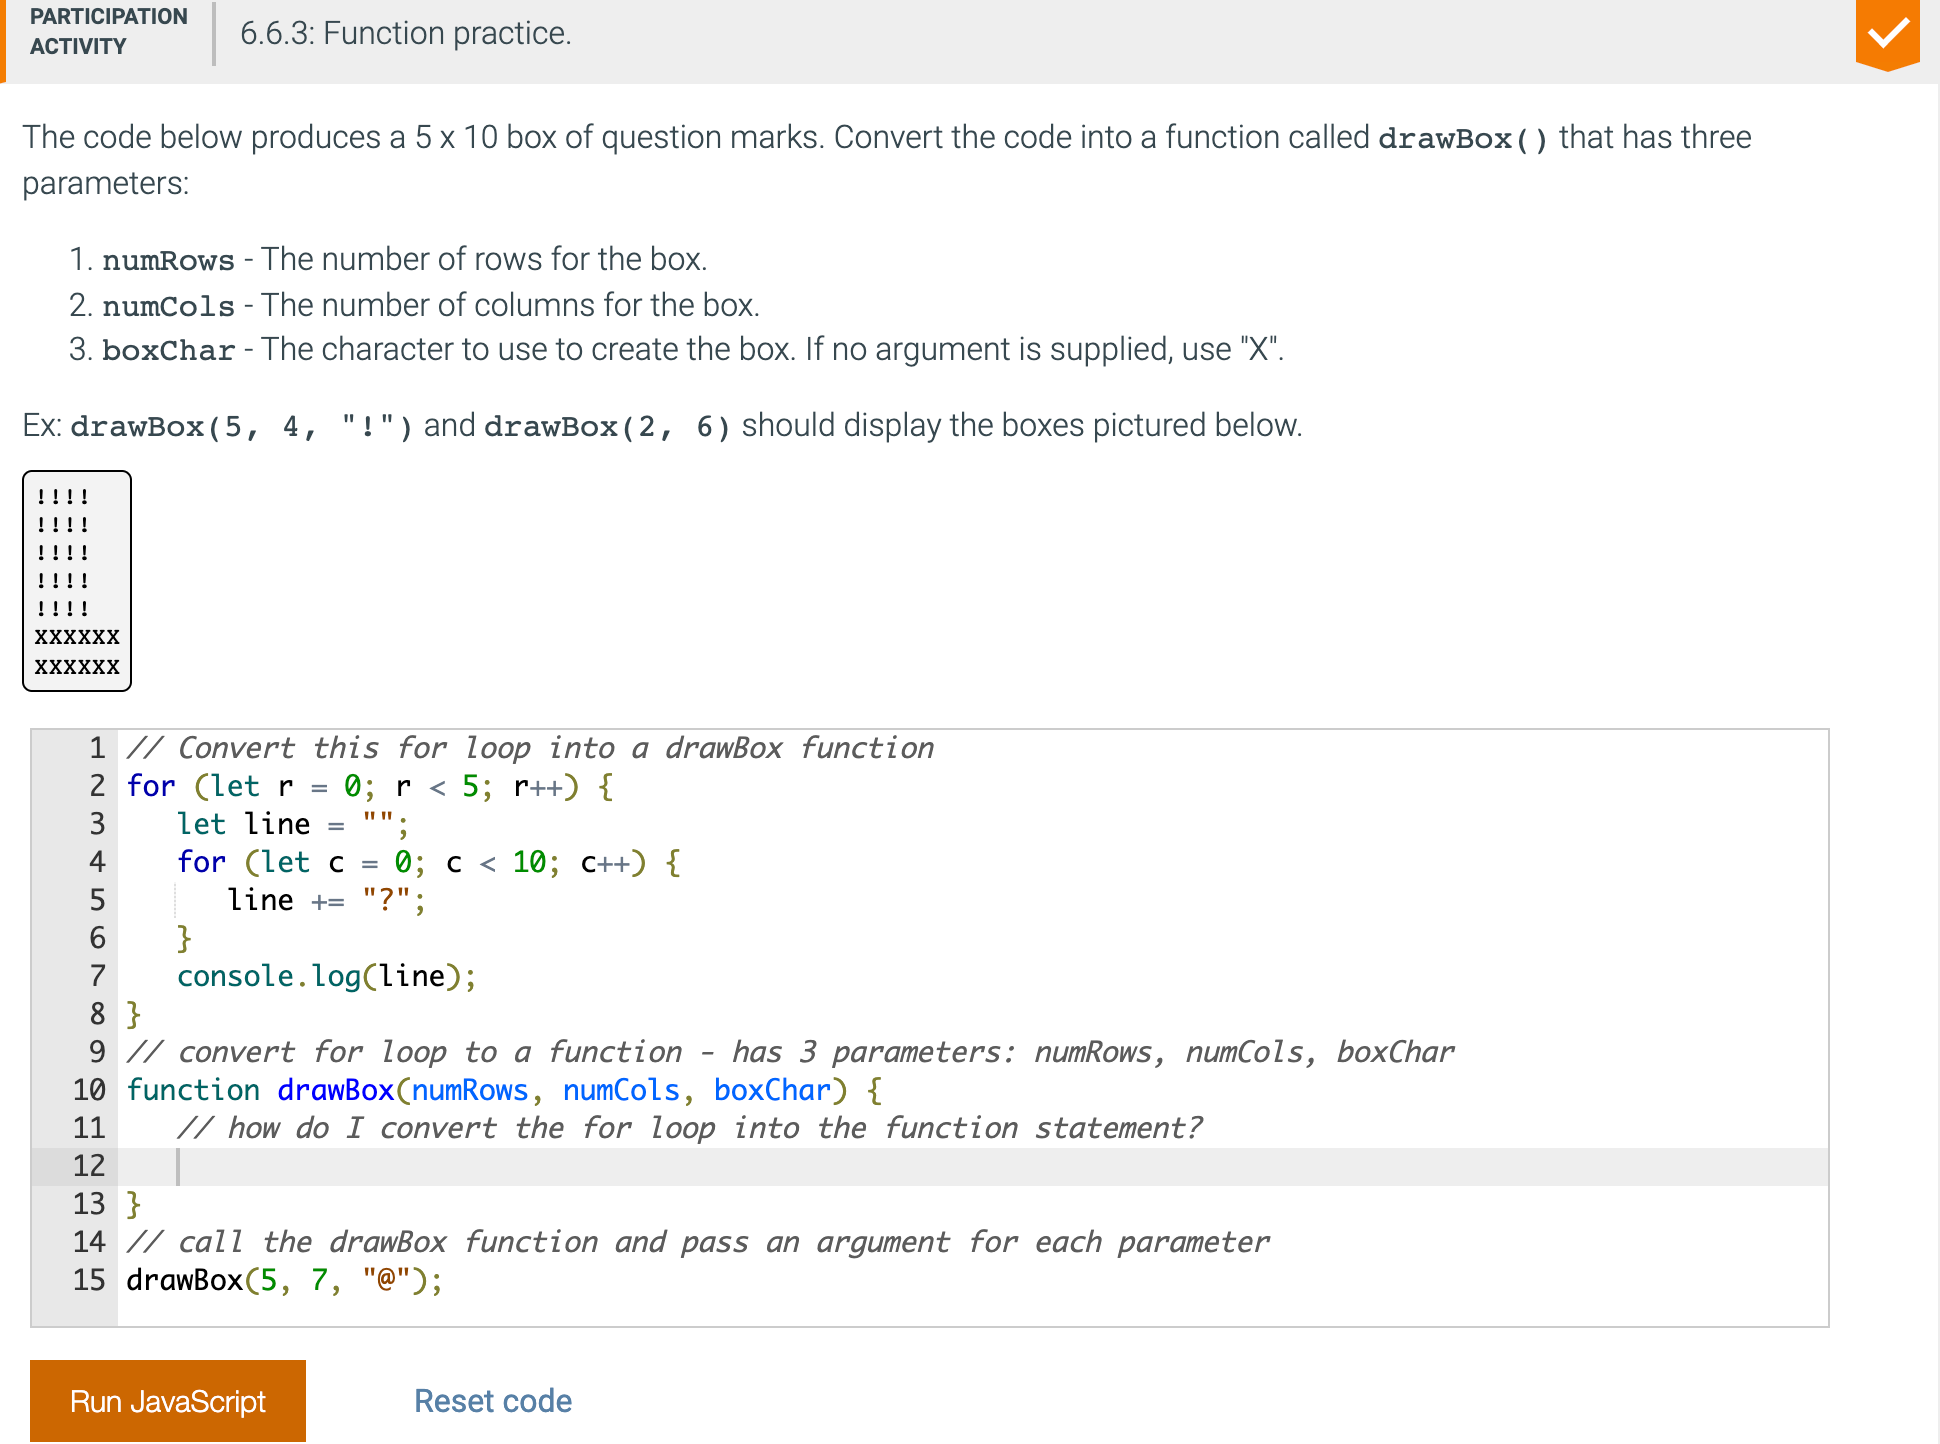 PARTICIPATION
ACTIVITY
6.6.3: Function practice.
The code below produces a 5 x 10 box of question marks. Convert the code into a function called drawBox() that has three
parameters:
1. numRows - The number of rows for the box.
2. numCols - The number of columns for the box.
3. boxChar - The character to use to create the box. If no argument is supplied, use "X".
Ex: drawBox(5, 4, "!") and drawBox(2, 6) should display the boxes pictured below.
!!!!
!!!!
!!!!
!!!!
!!!!
XXXXXX
XXXXXX
1 // Convert this for loop into a drawBox function
2 for (let r = 0; r < 5; r++) {
3    let line = "";
4    for (let c = 0; c < 10; c++) {
5       line += "?";
6    }
7    console.log(line);
8 }
9 // convert for loop to a function - has 3 parameters: numRows, numCols, boxChar
10 function drawBox(numRows, numCols, boxChar) {
11    // how do I convert the for loop into the function statement?
12
13 }
14 // call the drawBox function and pass an argument for each parameter
15 drawBox(5, 7, "@");
Run JavaScript
Reset code